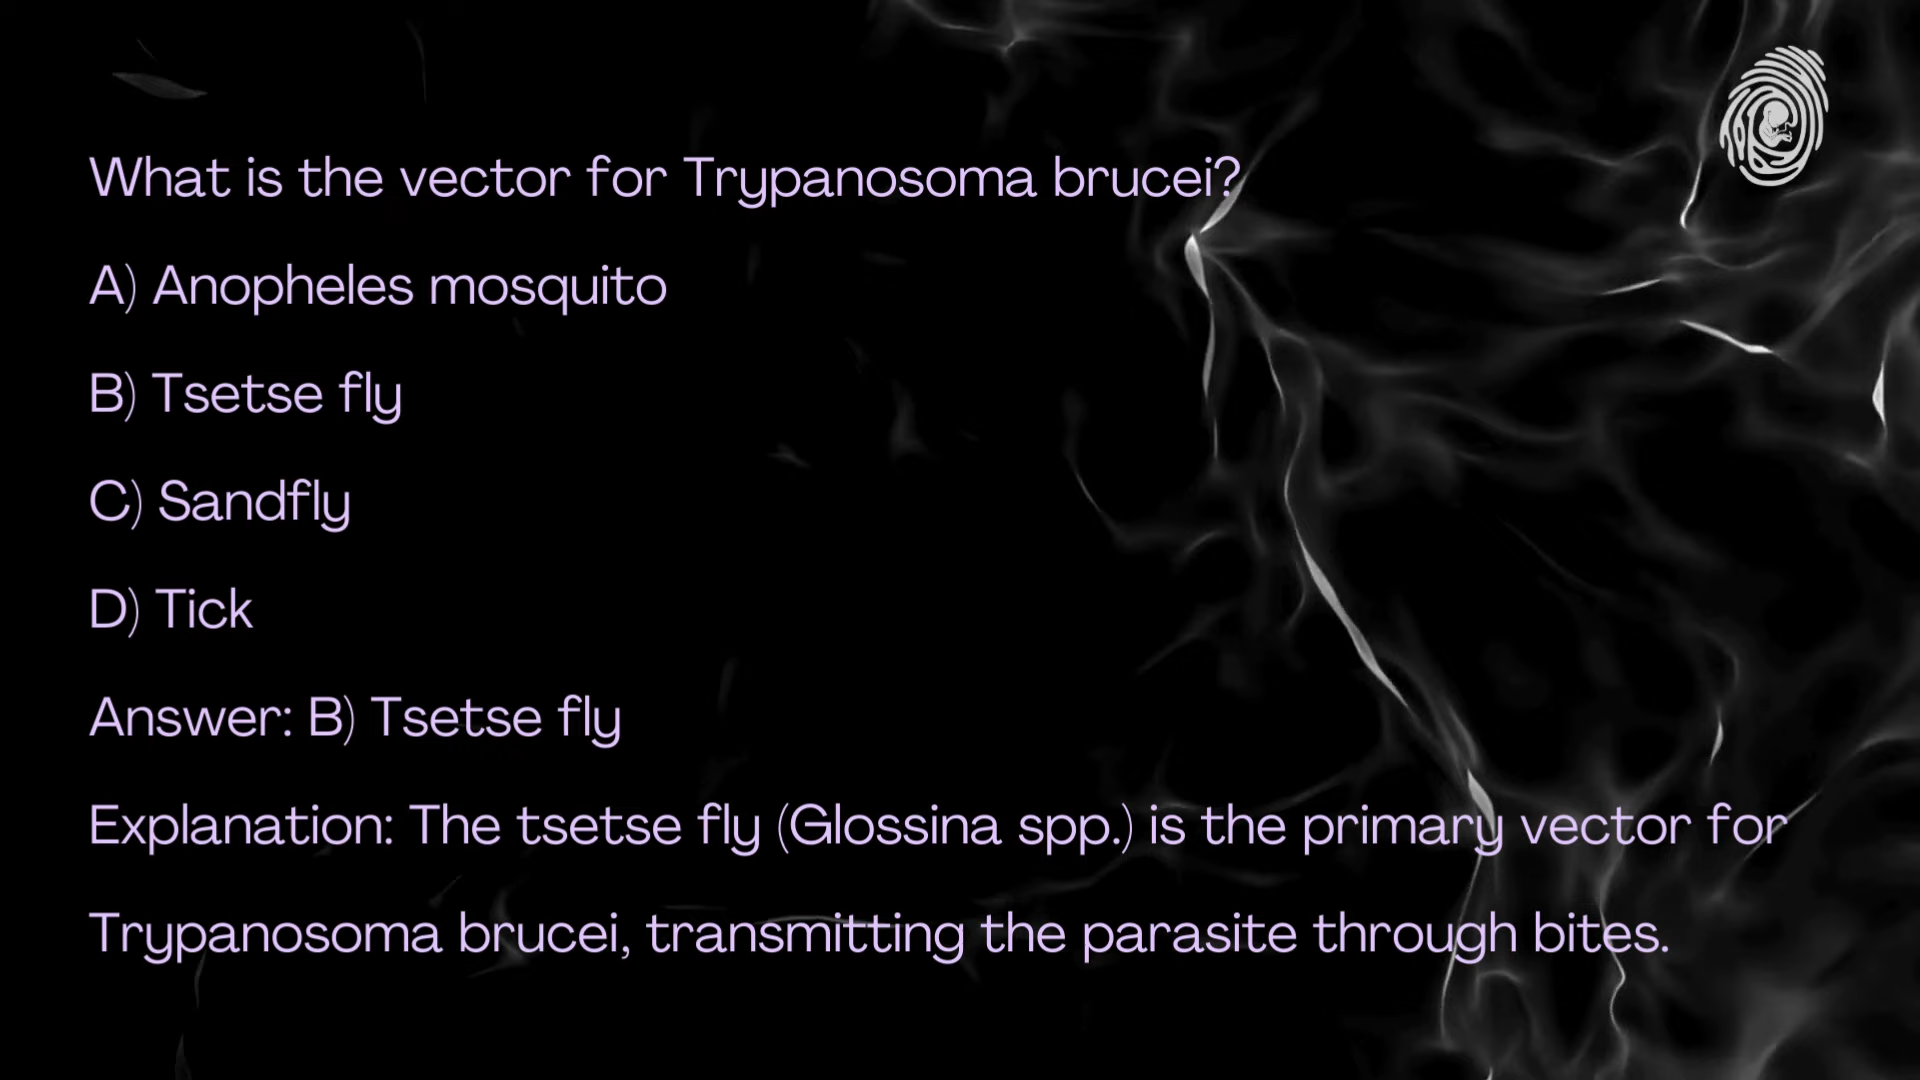 What is the vector for Trypanosoma brucei?
A) Anopheles mosquito
B) Tsetse fly
C) Sandfly
D) Tick
Answer: B) Tsetse fly
Explanation: The tsetse fly (Glossina spp.) is the primary vector for
Trypanosoma brucei, transmitting the parasite through bites.